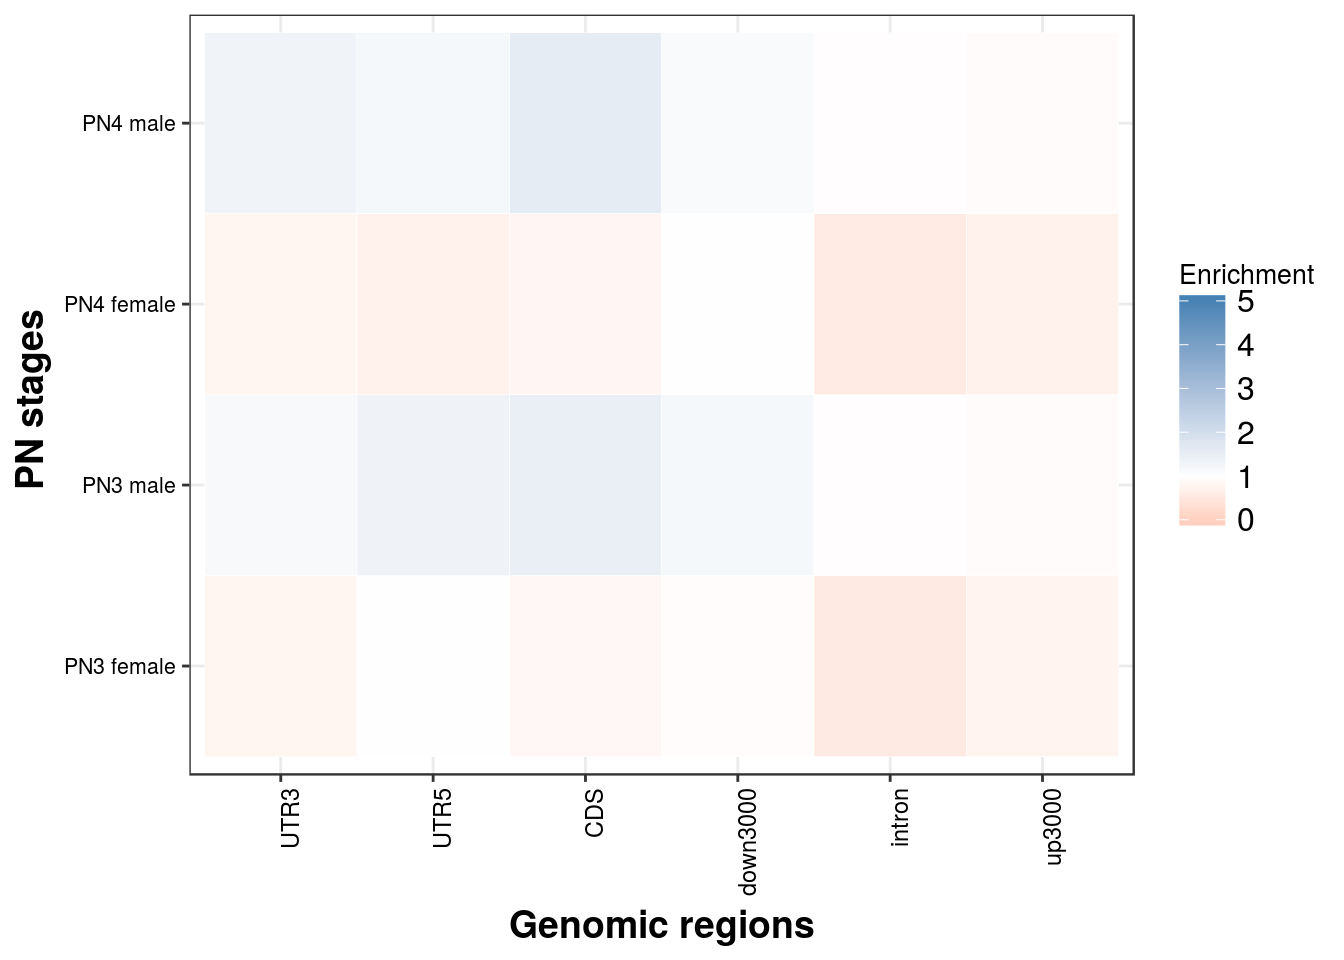 PN stages
PN4 male
PN4 female
PN3 male
PN3 female
UTR3
UTR5
CDS
down3000
intron
up3000
Genomic regions
Enrichment
5
4
3
2
1
0